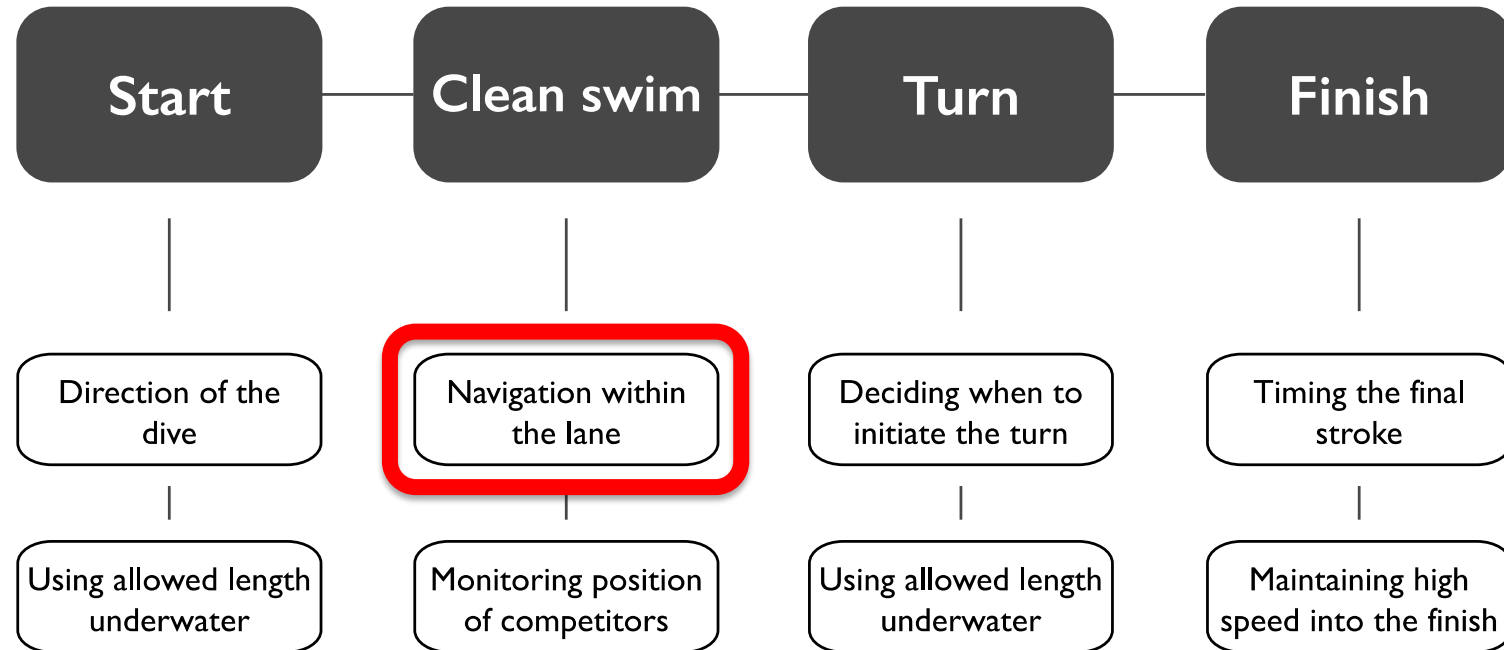 Start
Clean swim
Turn
Finish
Direction of the
dive
Navigation within
the lane
Deciding when to
initiate the turn
Timing the final
stroke
Using allowed length
underwater
Monitoring position
of competitors
Using allowed length
underwater
Maintaining high
speed into the finish